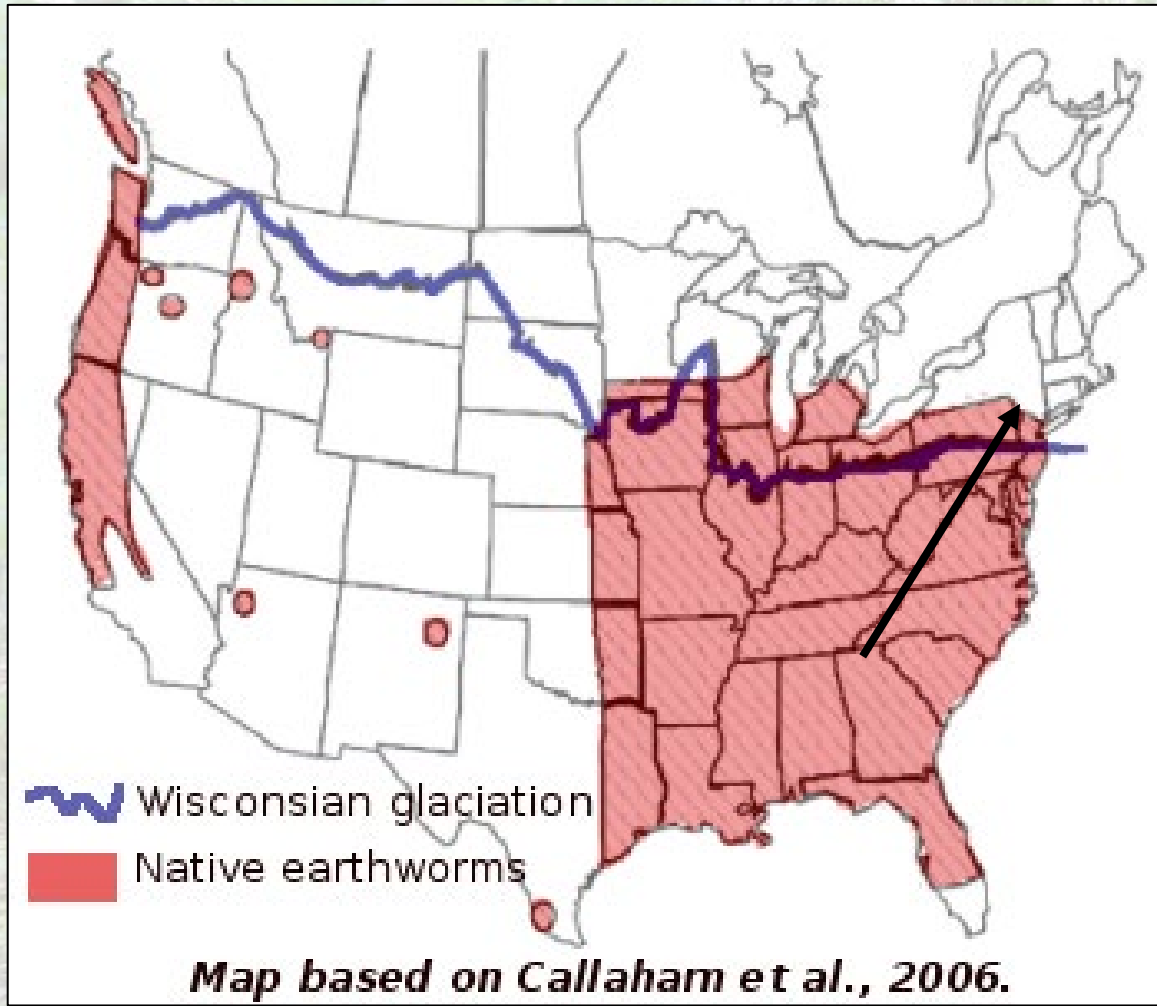 Wisconsian glaciation
Native earthworms
Map based on Callaham et al., 2006.